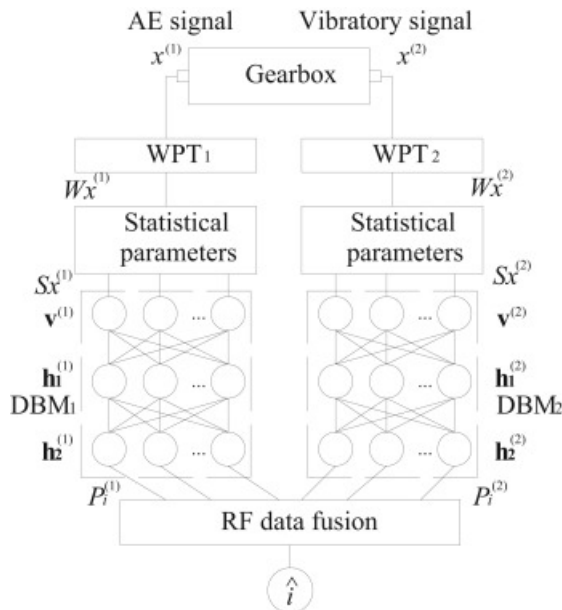 AE signal Vibratory signal
x⁽¹⁾ x⁽²⁾
Gearbox
WPT₁ WPT₂
Wx⁽¹⁾ Wx⁽²⁾
Statistical parameters Statistical parameters
Sx⁽¹⁾ Sx⁽²⁾
v⁽¹⁾ ... ... v⁽²⁾
h₁⁽¹⁾ ... ... h₁⁽²⁾
DBM₁ DBM₂
h₂⁽¹⁾ ... ... h₂⁽²⁾
Pᵢ⁽¹⁾ Pᵢ⁽²⁾
RF data fusion
î